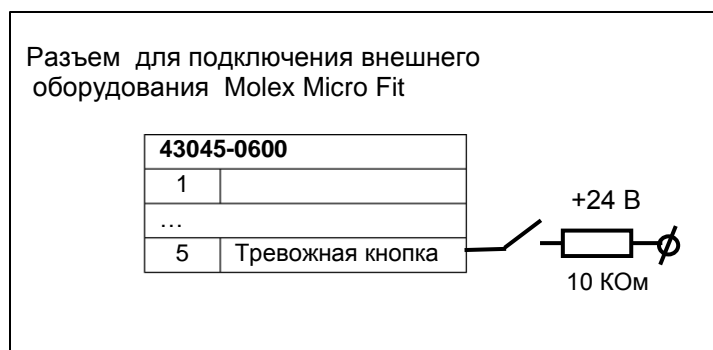 Разъем для подключения внешнего
оборудования Molex Micro Fit
43045-0600
1
...
5 Тревожная кнопка
+24 В
10 КОм